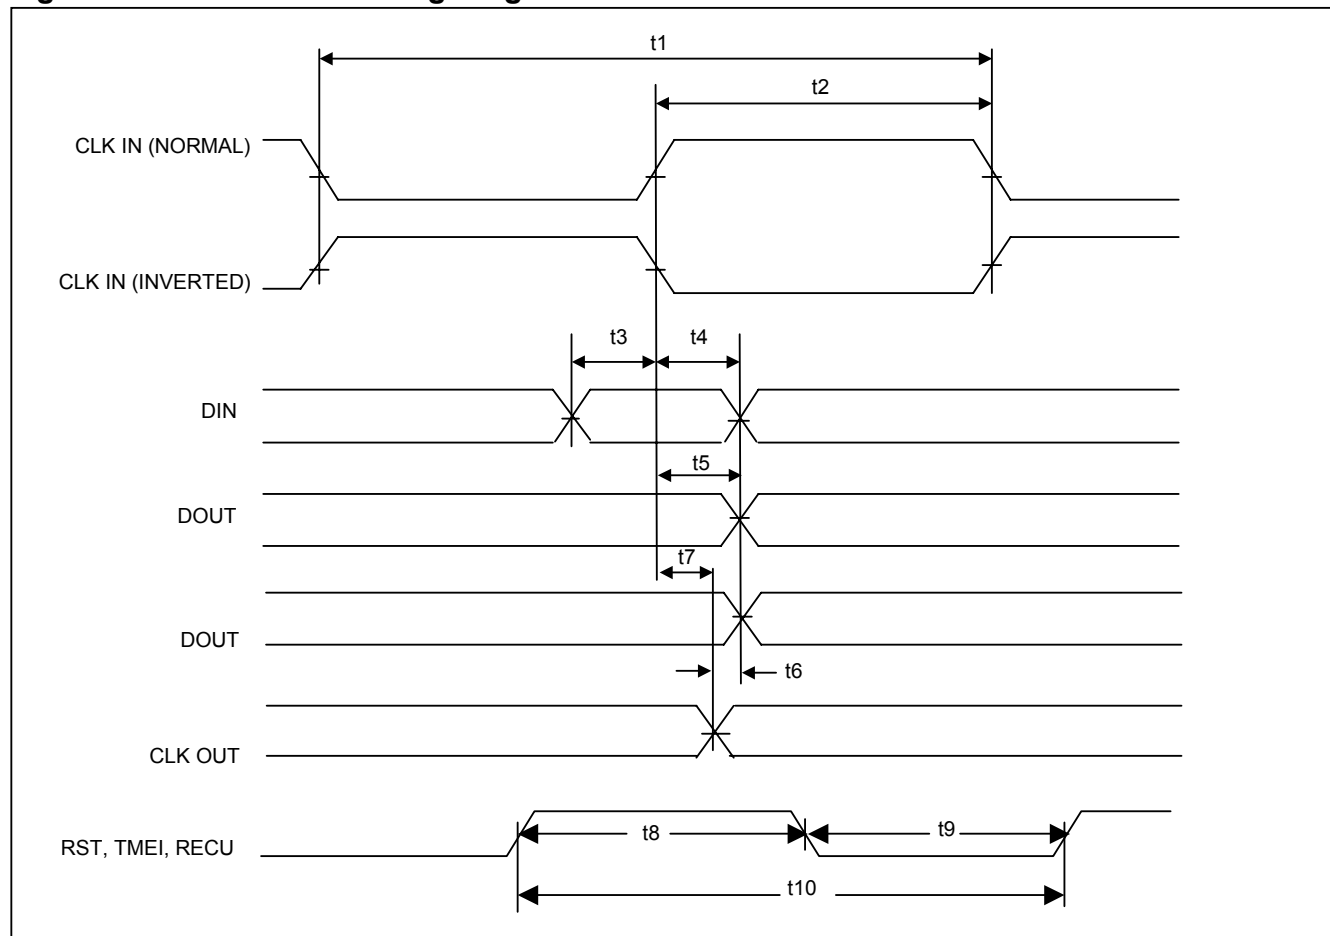 t1
t2
CLK IN (NORMAL)
CLK IN (INVERTED)
t3
t4
DIN
t5
DOUT
t7
DOUT
t6
CLK OUT
RST, TMEI, RECU
t8
t9
t10